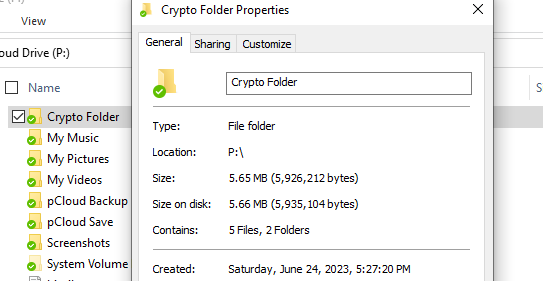 Crypto Folder Properties
View
General
Sharing
Customize
oud Drive (P:)
Name
Crypto Folder
My Music
My Pictures
My Videos
pCloud Backup
pCloud Save
Screenshots
System Volume
Crypto Folder
Type: File folder
Location: P:\
Size: 5.65 MB (5,926,212 bytes)
Size on disk: 5.66 MB (5,935,104 bytes)
Contains: 5 Files, 2 Folders
Created: Saturday, June 24, 2023, 5:27:20 PM